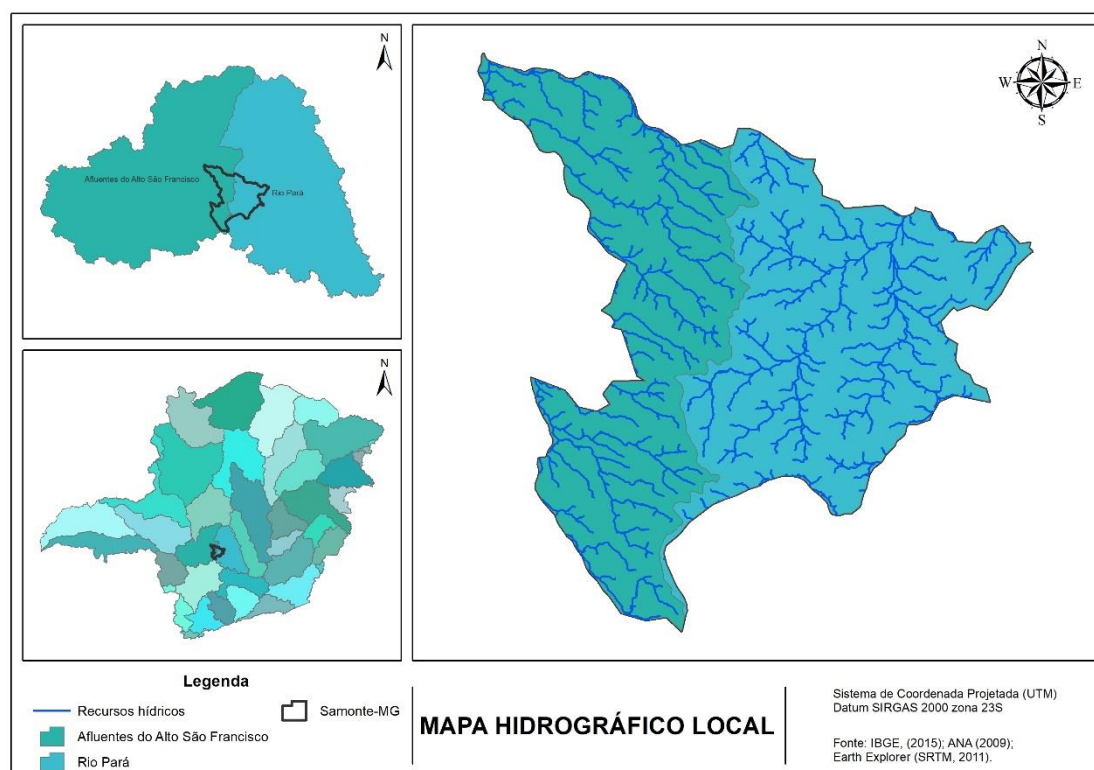 N
Afluentes do Alto São Francisco
Rio Pará
N
N
W
E
S
Legenda
Recursos hídricos
Samonte-MG
Afluentes do Alto São Francisco
Rio Pará
MAPA HIDROGRÁFICO LOCAL
Sistema de Coordenada Projetada (UTM)
Datum SIRGAS 2000 zona 23S
Fonte: IBGE, (2015); ANA (2009);
Earth Explorer (SRTM, 2011).